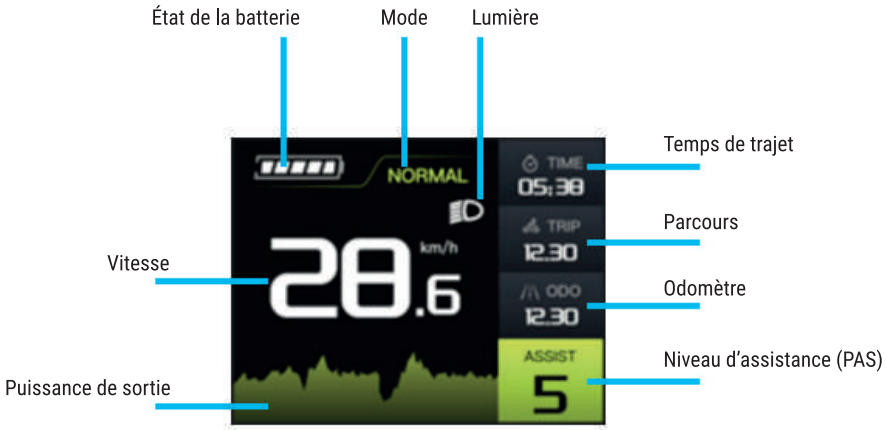 État de la batterie
Mode
Lumière
NORMAL
TIME
05:38
Temps de trajet
TRIP
12.30
Parcours
Vitesse
28.6
km/h
ODO
12.30
Odomètre
ASSIST
5
Niveau d’assistance (PAS)
Puissance de sortie